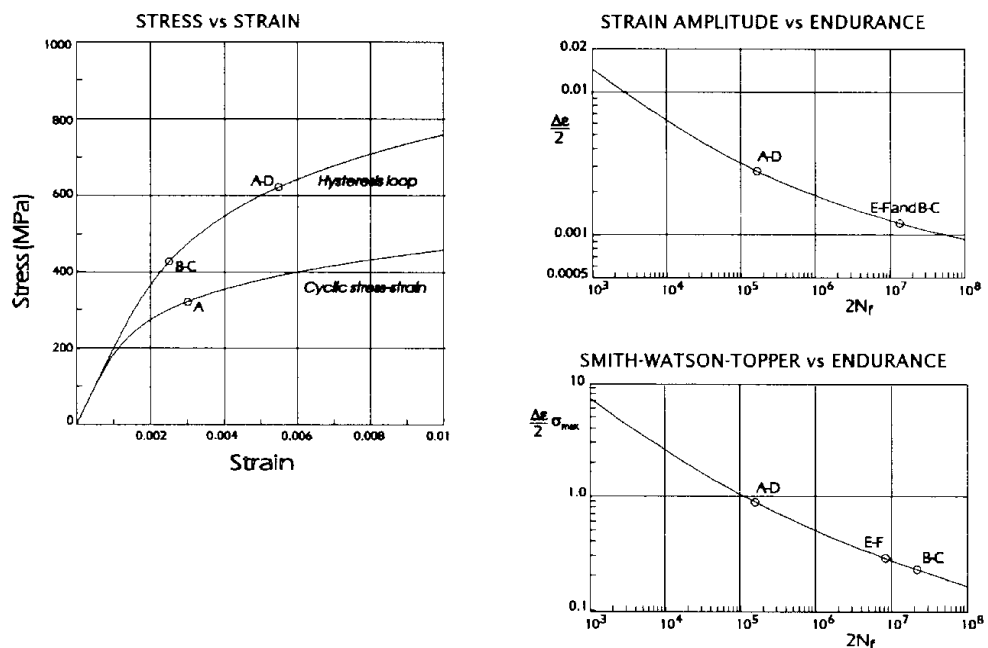 STRESS vs STRAIN
1000
800
600
400
200
0
0.002
0.004
0.006
0.008
0.01
Stress (MPa)
Strain
A-D
Hysteresis loop
B-C
A
Cyclic stress-strain
STRAIN AMPLITUDE vs ENDURANCE
0.02
0.01
Δε
2
0.001
0.0005
A-D
E-F and B-C
10³
10⁴
10⁵
10⁶
10⁷
10⁸
2Nf
SMITH-WATSON-TOPPER vs ENDURANCE
10
Δε
2 σmax
1.0
0.1
A-D
E-F
B-C
10³
10⁴
10⁵
10⁶
10⁷
10⁸
2Nf